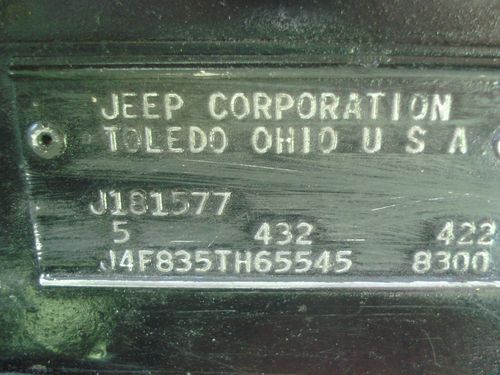 JEEP CORPORATION
TOLEDO OHIO U S A
J181577
5 432 422
J4F835TH65545 8300